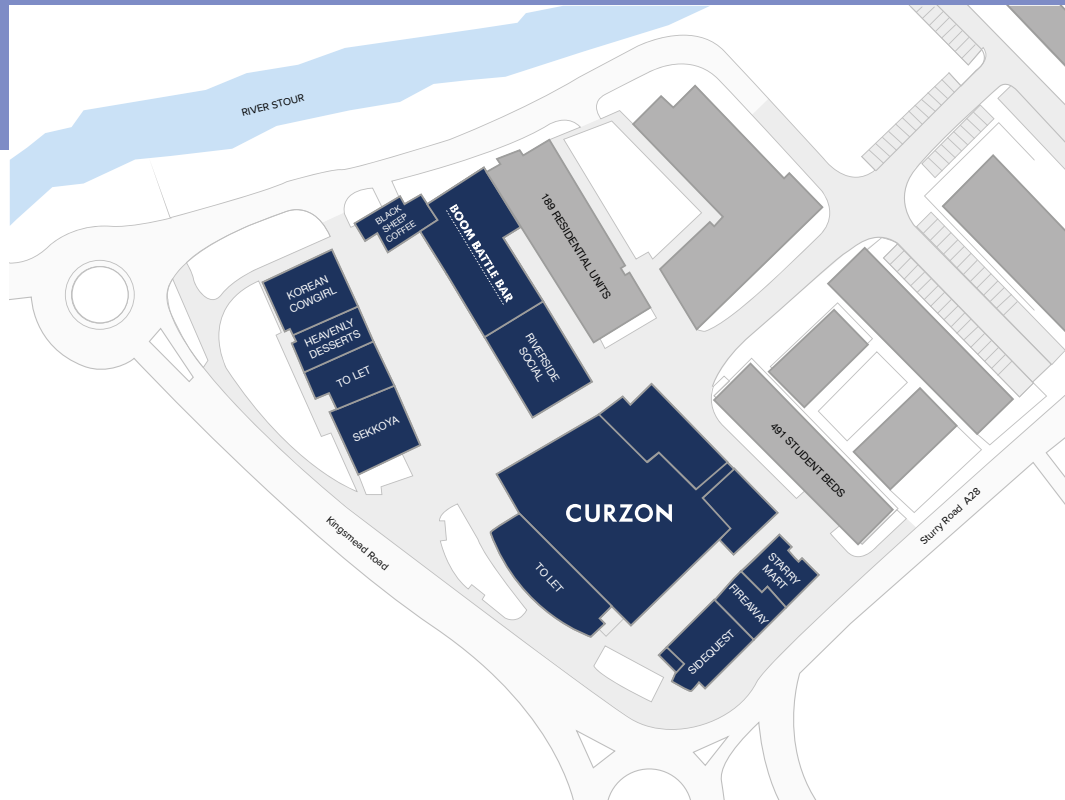 RIVER STOUR
BLACK
SHEEP
COFFEE
BOOM BATTLE BAR
189 RESIDENTIAL UNITS
KOREAN
COWGIRL
HEAVENLY
DESSERTS
TO LET
SEKKOYA
RIVERSIDE
SOCIAL
491 STUDENT BEDS
CURZON
TO LET
Kingsmead Road
Sturry Road A28
STARRY
MART
FIREAWAY
SIDEQUEST